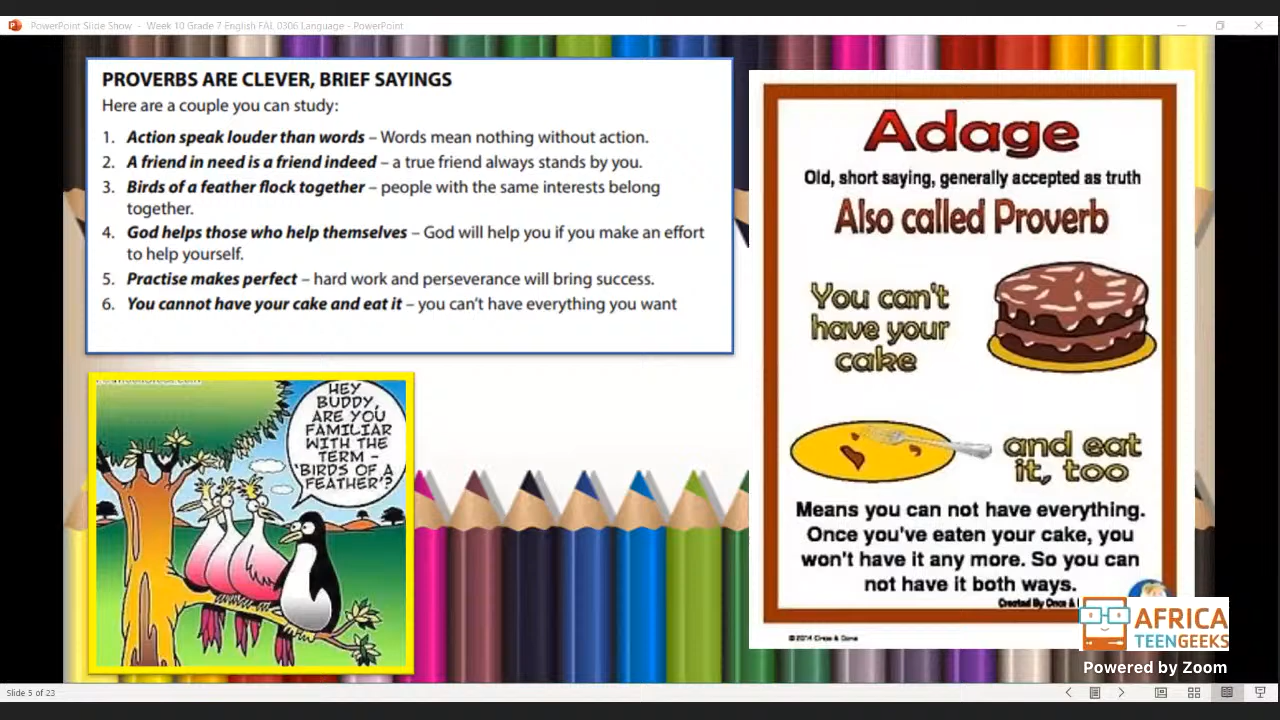 PowerPoint Slide Show - Week 10 Grade 7 English FAL 0306 Language - PowerPoint
PROVERBS ARE CLEVER, BRIEF SAYINGS
Here are a couple you can study:
1. Action speak louder than words – Words mean nothing without action.
2. A friend in need is a friend indeed – a true friend always stands by you.
3. Birds of a feather flock together – people with the same interests belong
together.
4. God helps those who help themselves – God will help you if you make an effort
to help yourself.
5. Practise makes perfect – hard work and perseverance will bring success.
6. You cannot have your cake and eat it – you can't have everything you want
HEY
BUDDY,
ARE YOU
FAMILIAR
WITH THE
TERM –
'BIRDS OF A
FEATHER'?
Adage
Old, short saying, generally accepted as truth
Also called Proverb
You can't
have your
cake
and eat
it, too
Means you can not have everything.
Once you've eaten your cake, you
won't have it any more. So you can
not have it both ways.
Created By Once &
© 2014 Once & Done
AFRICA
TEENGEEKS
Powered by Zoom
Slide 5 of 23